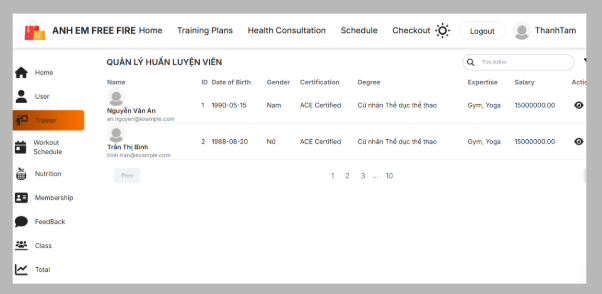 ANH EM FREE FIRE Home Training Plans Health Consultation Schedule Checkout Logout ThanhTam
Home
User
Trainer
Workout
Schedule
Nutrition
Membership
FeedBack
Class
Total
QUẢN LÝ HUẤN LUYỆN VIÊN
Tìm kiếm
Name ID Date of Birth Gender Certification Degree Expertise Salary Actic
Nguyễn Văn An
an.nguyen@example.com
1 1990-05-15 Nam ACE Certified Cử nhân Thể dục thể thao Gym, Yoga 15000000.00
Trần Thị Bình
binh.tran@example.com
2 1988-08-20 Nữ ACE Certified Cử nhân Thể dục thể thao Gym, Yoga 15000000.00
Prev 1 2 3 ... 10